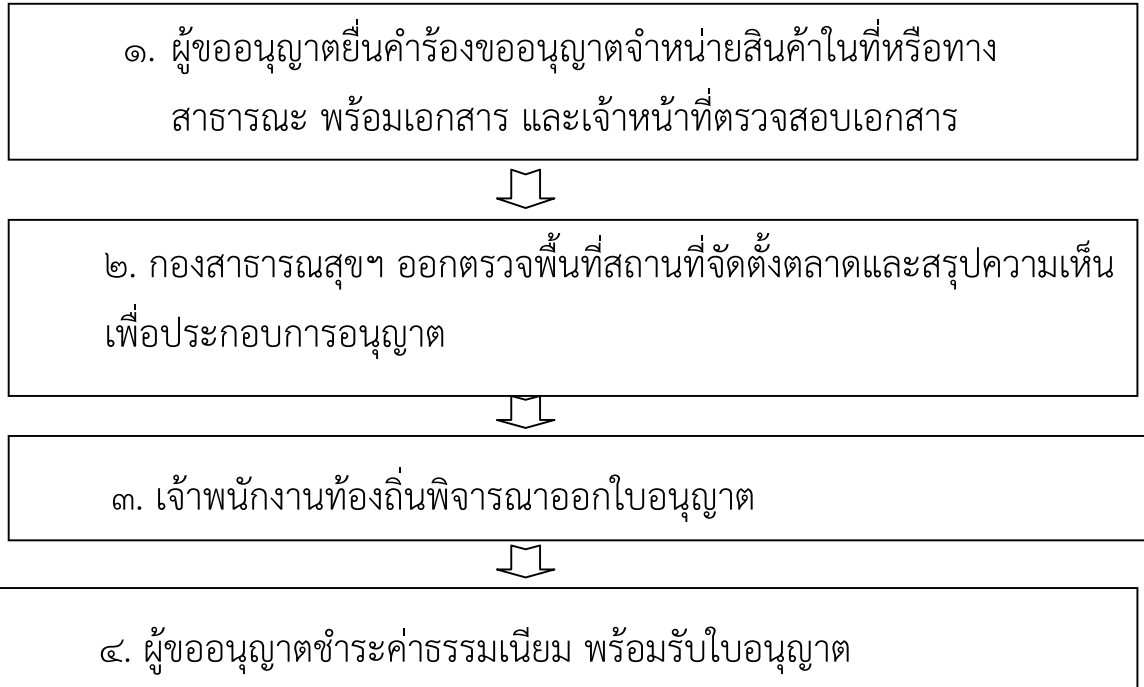 ๑. ผู้ขออนุญาตยื่นคำร้องขออนุญาตจำหน่ายสินค้าในที่หรือทาง
สาธารณะ พร้อมเอกสาร และเจ้าหน้าที่ตรวจสอบเอกสาร
๒. กองสาธารณสุขฯ ออกตรวจพื้นที่สถานที่จัดตั้งตลาดและสรุปความเห็น
เพื่อประกอบการอนุญาต
๓. เจ้าพนักงานท้องถิ่นพิจารณาออกใบอนุญาต
๔. ผู้ขออนุญาตชำระค่าธรรมเนียม พร้อมรับใบอนุญาต